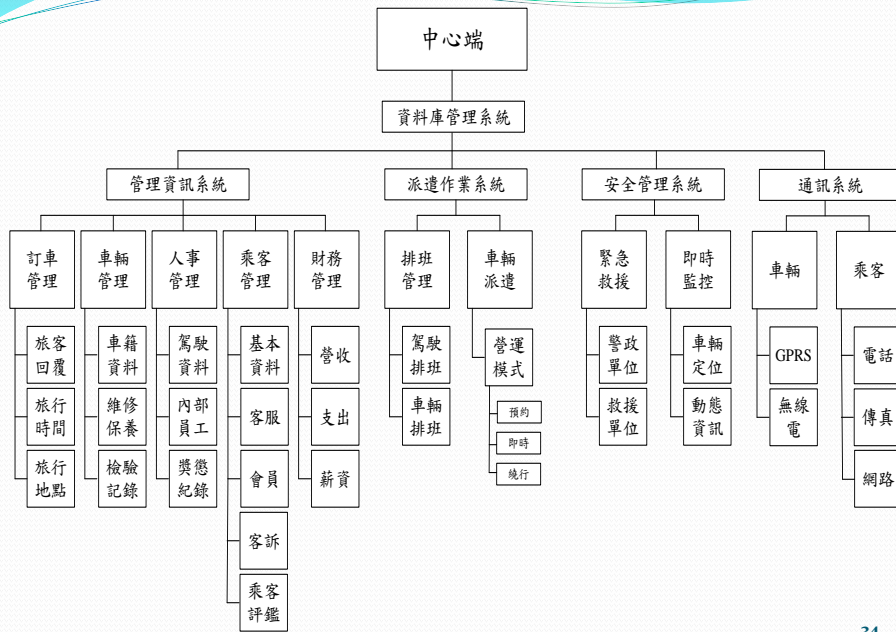 中心端
資料庫管理系統
管理資訊系統
派遣作業系統
安全管理系統
通訊系統
訂車
管理
車輛
管理
人事
管理
乘客
管理
財務
管理
排班
管理
車輛
派遣
緊急
救援
即時
監控
車輛
乘客
旅客
回覆
旅行
時間
旅行
地點
車籍
資料
維修
保養
檢驗
記錄
駕駛
資料
內部
員工
獎懲
紀錄
基本
資料
客服
會員
客訴
乘客
評鑑
營收
支出
薪資
駕駛
排班
車輛
排班
營運
模式
預約
即時
繞行
警政
單位
救援
單位
車輛
定位
動態
資訊
GPRS
無線
電
電話
傳真
網路
34